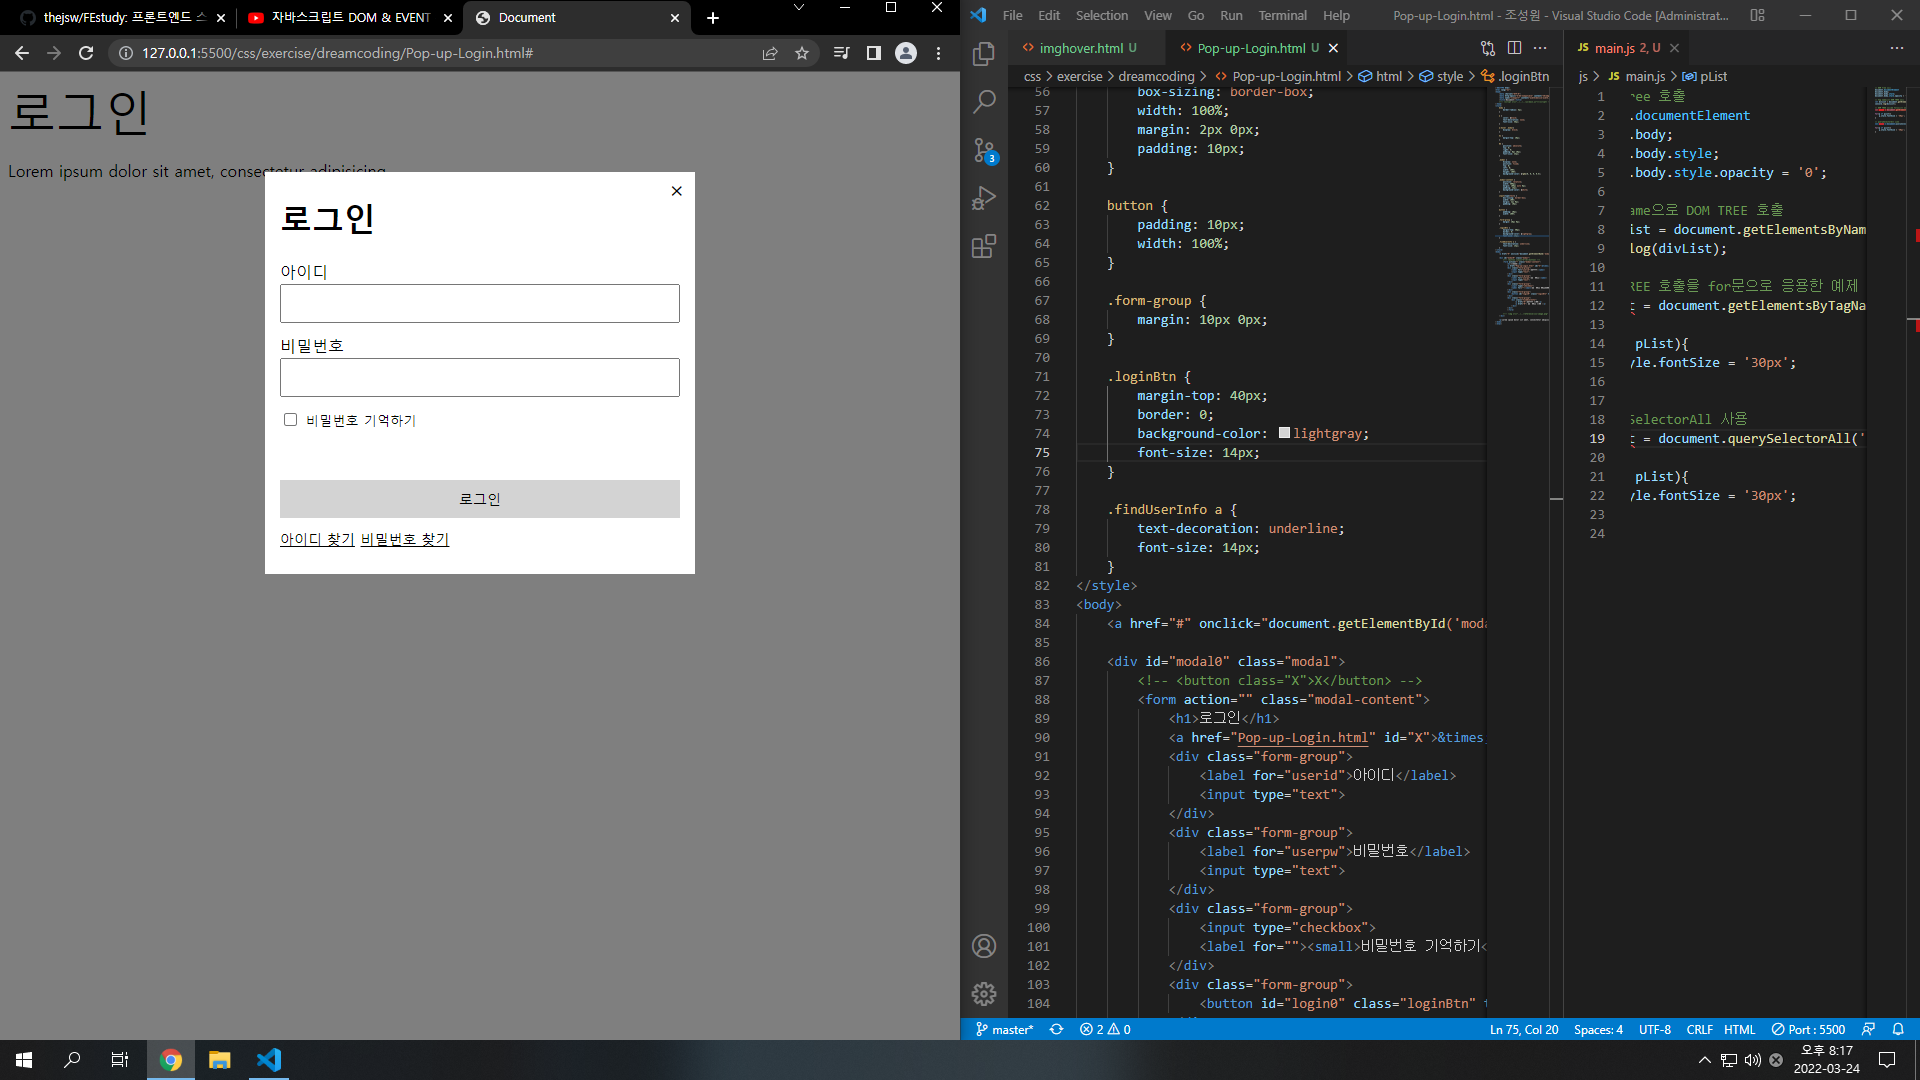 thejsw/FEstudy: 프론트엔드 스
자바스크립트 DOM & EVENT
Document
127.0.0.1:5500/css/exercise/dreamcoding/Pop-up-Login.html#
로그인
Lorem ipsum dolor sit amet, consectetur adipisicing
×
로그인
아이디
비밀번호
비밀번호 기억하기
로그인
아이디 찾기 비밀번호 찾기
File Edit Selection View Go Run Terminal Help
Pop-up-Login.html - 조성원 - Visual Studio Code [Administrat...
imghover.html U
Pop-up-Login.html U
css > exercise > dreamcoding > Pop-up-Login.html > html > style > .loginBtn
3
56 box-sizing: border-box;
57 width: 100%;
58 margin: 2px 0px;
59 padding: 10px;
60 }
61
62 button {
63 padding: 10px;
64 width: 100%;
65 }
66
67 .form-group {
68 margin: 10px 0px;
69 }
70
71 .loginBtn {
72 margin-top: 40px;
73 border: 0;
74 background-color: lightgray;
75 font-size: 14px;
76 }
77
78 .findUserInfo a {
79 text-decoration: underline;
80 font-size: 14px;
81 }
82 </style>
83 <body>
84 <a href="#" onclick="document.getElementById('moda
85
86 <div id="modal0" class="modal">
87 <!-- <button class="X">X</button> -->
88 <form action="" class="modal-content">
89 <h1>로그인</h1>
90 <a href="Pop-up-Login.html" id="X">&times;
91 <div class="form-group">
92 <label for="userid">아이디</label>
93 <input type="text">
94 </div>
95 <div class="form-group">
96 <label for="userpw">비밀번호</label>
97 <input type="text">
98 </div>
99 <div class="form-group">
100 <input type="checkbox">
101 <label for=""><small>비밀번호 기억하기<
102 </div>
103 <div class="form-group">
104 <button id="login0" class="loginBtn" t
main.js 2, U
js > main.js > pList
1 ree 호출
2 .documentElement
3 .body;
4 .body.style;
5 .body.style.opacity = '0';
6
7 ame으로 DOM TREE 호출
8 ist = document.getElementsByNam
9 log(divList);
10
11 REE 호출을 for문으로 응용한 예제
12 t = document.getElementsByTagNa
13
14 pList){
15 yle.fontSize = '30px';
16
17
18 SelectorAll 사용
19 t = document.querySelectorAll('
20
21 pList){
22 yle.fontSize = '30px';
23
24
master* 2 0
Ln 75, Col 20 Spaces: 4 UTF-8 CRLF HTML Port : 5500
오후 8:17
2022-03-24